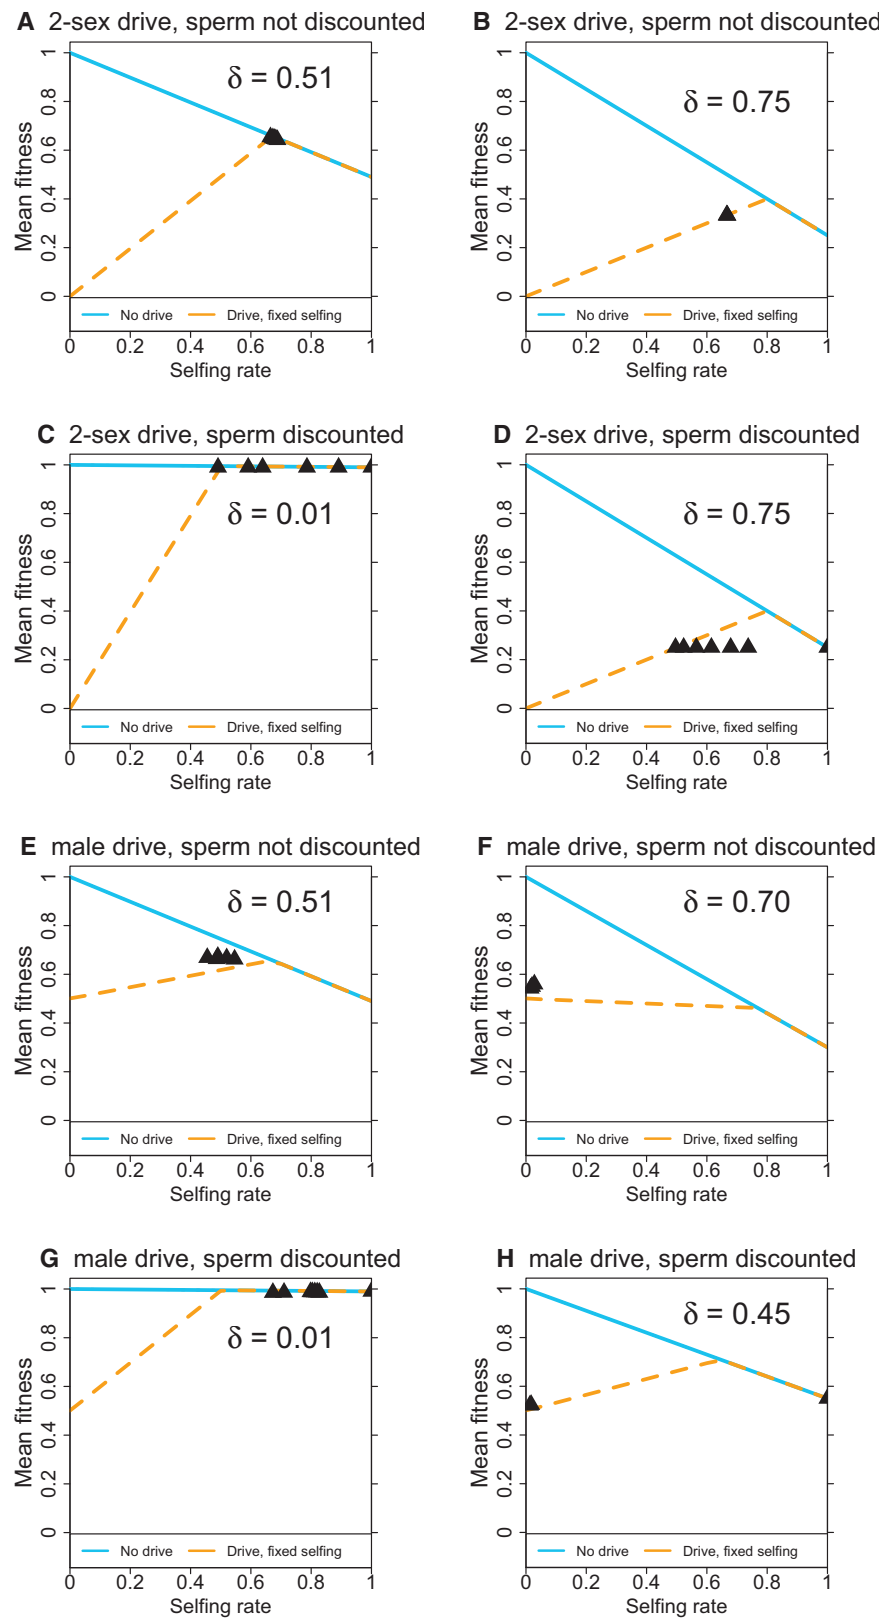 A 2-sex drive, sperm not discounted
δ = 0.51
Mean fitness
0 0.2 0.4 0.6 0.8 1
No drive Drive, fixed selfing
0 0.2 0.4 0.6 0.8 1
Selfing rate
B 2-sex drive, sperm not discounted
δ = 0.75
Mean fitness
0 0.2 0.4 0.6 0.8 1
No drive Drive, fixed selfing
0 0.2 0.4 0.6 0.8 1
Selfing rate
C 2-sex drive, sperm discounted
δ = 0.01
Mean fitness
0 0.2 0.4 0.6 0.8 1
No drive Drive, fixed selfing
0 0.2 0.4 0.6 0.8 1
Selfing rate
D 2-sex drive, sperm discounted
δ = 0.75
Mean fitness
0 0.2 0.4 0.6 0.8 1
No drive Drive, fixed selfing
0 0.2 0.4 0.6 0.8 1
Selfing rate
E male drive, sperm not discounted
δ = 0.51
Mean fitness
0 0.2 0.4 0.6 0.8 1
No drive Drive, fixed selfing
0 0.2 0.4 0.6 0.8 1
Selfing rate
F male drive, sperm not discounted
δ = 0.70
Mean fitness
0 0.2 0.4 0.6 0.8 1
No drive Drive, fixed selfing
0 0.2 0.4 0.6 0.8 1
Selfing rate
G male drive, sperm discounted
δ = 0.01
Mean fitness
0 0.2 0.4 0.6 0.8 1
No drive Drive, fixed selfing
0 0.2 0.4 0.6 0.8 1
Selfing rate
H male drive, sperm discounted
δ = 0.45
Mean fitness
0 0.2 0.4 0.6 0.8 1
No drive Drive, fixed selfing
0 0.2 0.4 0.6 0.8 1
Selfing rate